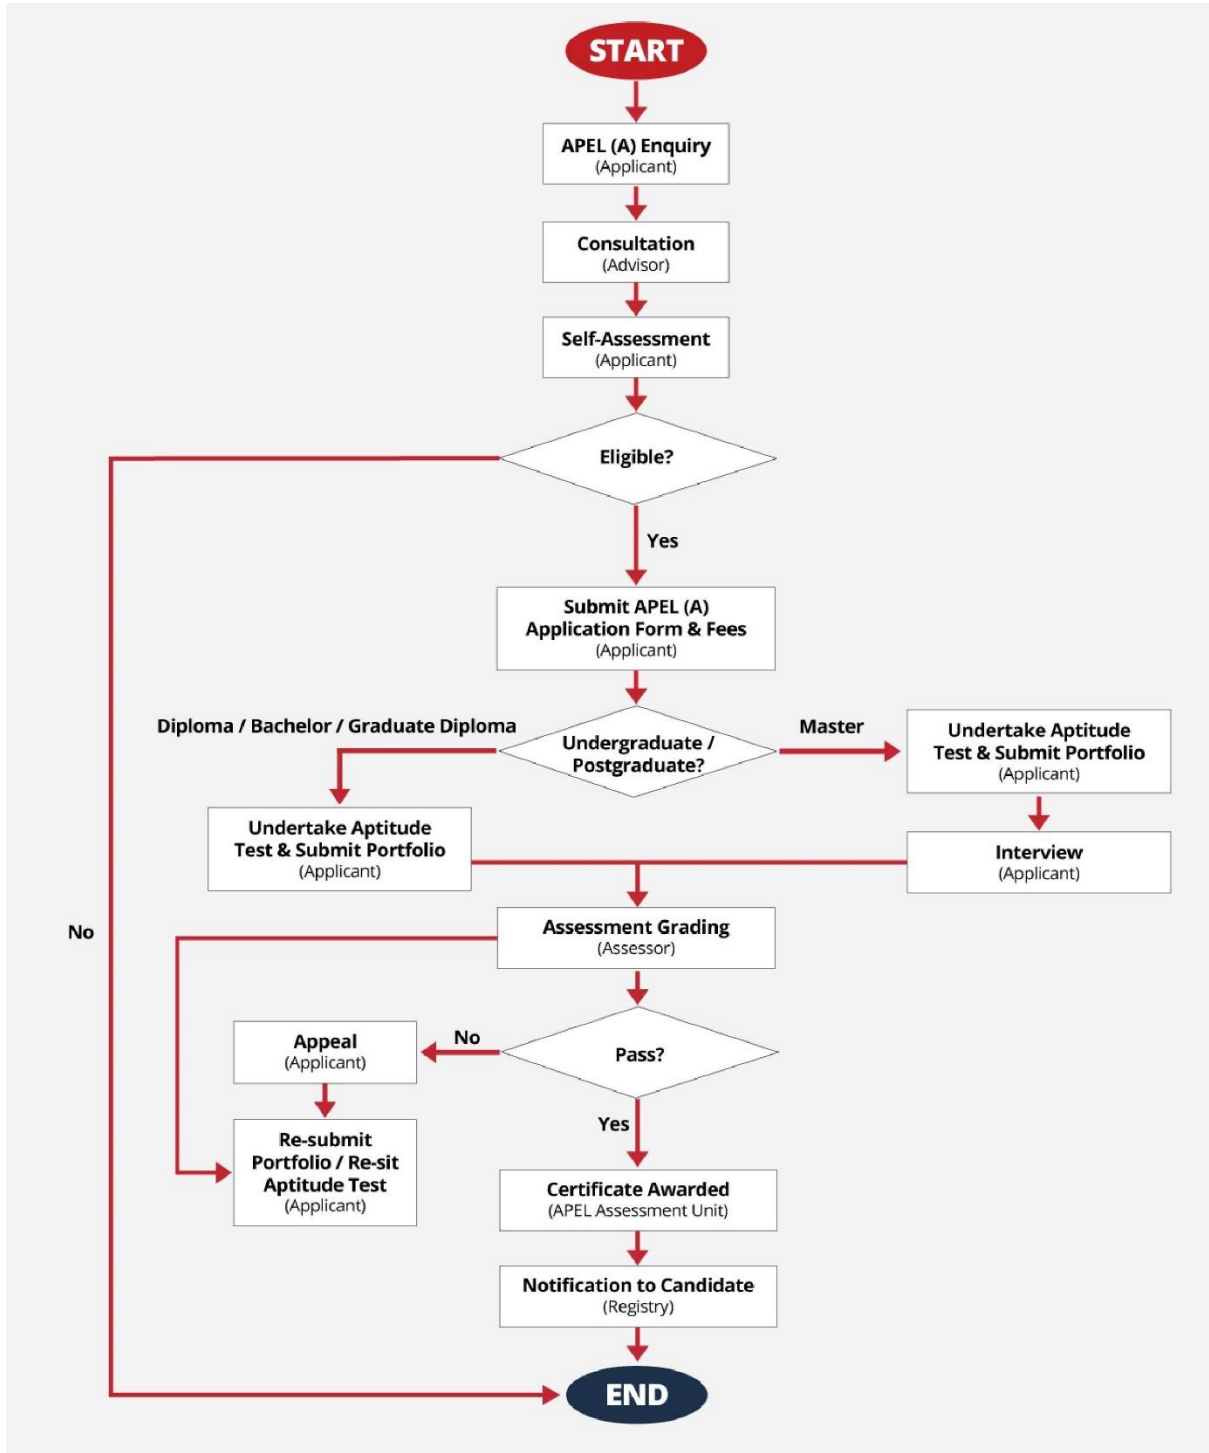 START
APEL (A) Enquiry
(Applicant)
Consultation
(Advisor)
Self-Assessment
(Applicant)
Eligible?
Yes
Submit APEL (A)
Application Form & Fees
(Applicant)
Diploma / Bachelor / Graduate Diploma
Undergraduate /
Postgraduate?
Master
Undertake Aptitude
Test & Submit Portfolio
(Applicant)
Undertake Aptitude
Test & Submit Portfolio
(Applicant)
Interview
(Applicant)
No
Assessment Grading
(Assessor)
Appeal
(Applicant)
No
Pass?
Yes
Re-submit
Portfolio / Re-sit
Aptitude Test
(Applicant)
Certificate Awarded
(APEL Assessment Unit)
Notification to Candidate
(Registry)
END